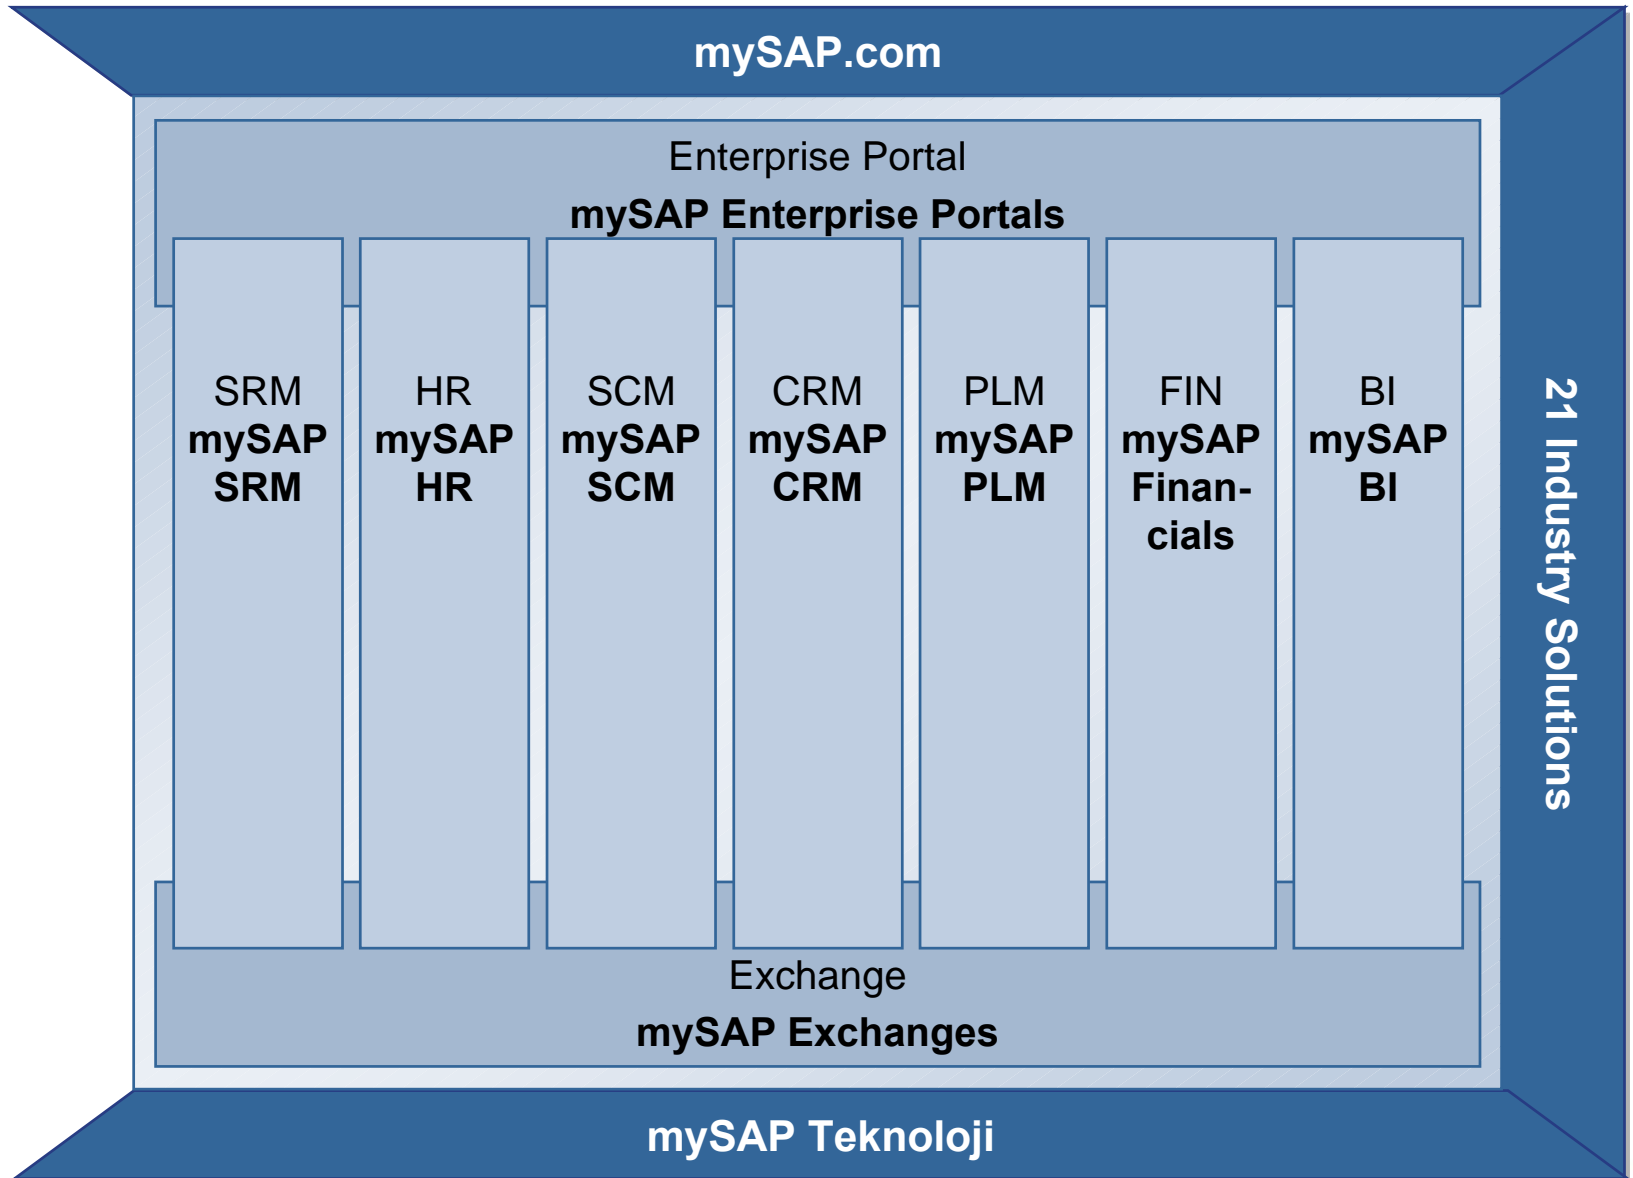 mySAP.com
Enterprise Portal
mySAP Enterprise Portals
SRM
mySAP
SRM
HR
mySAP
HR
SCM
mySAP
SCM
CRM
mySAP
CRM
PLM
mySAP
PLM
FIN
mySAP
Finan-
cials
BI
mySAP
BI
21 Industry Solutions
Exchange
mySAP Exchanges
mySAP Teknoloji